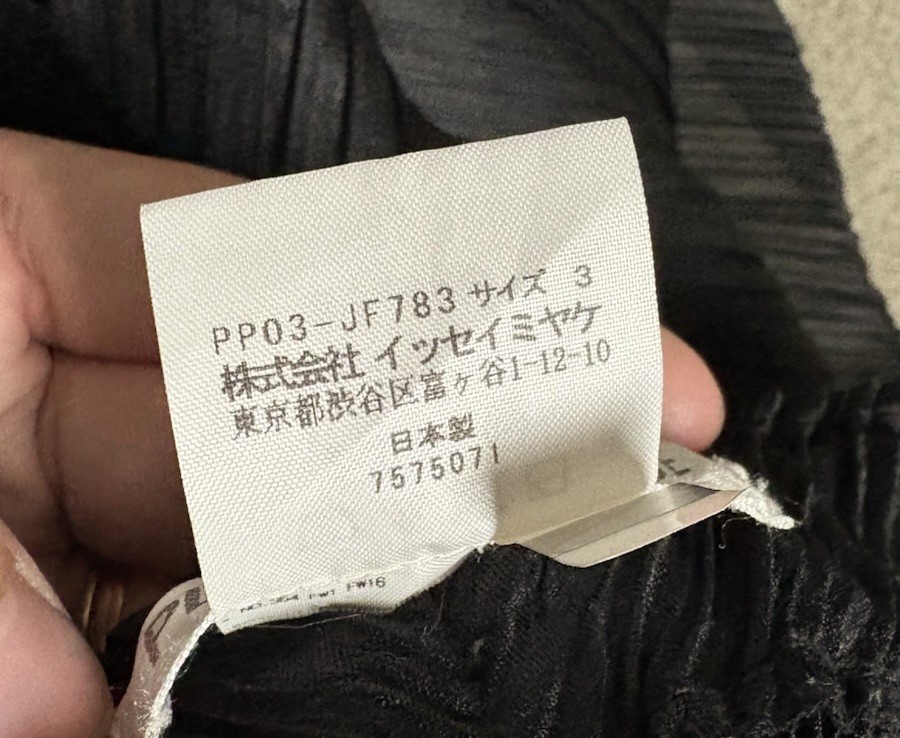 PP03-JF783 サイズ 3
株式会社 イッセイミヤケ
東京都渋谷区富ヶ谷1-12-10
日本製
7575071